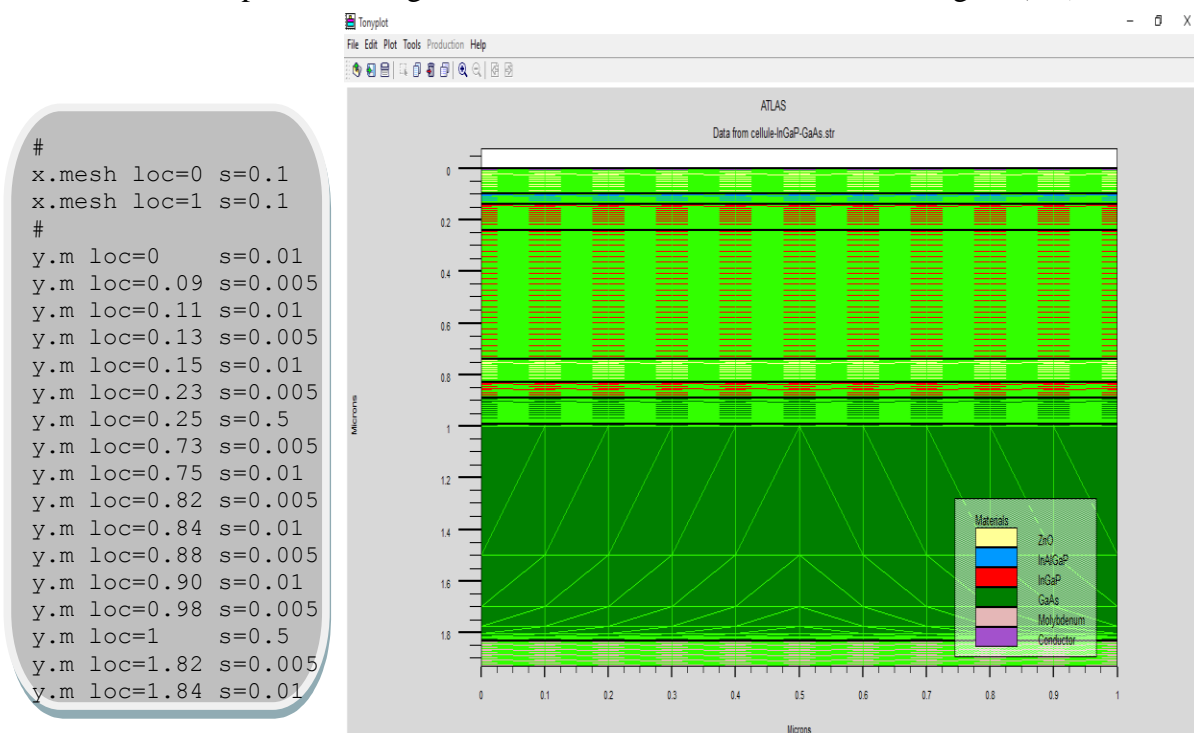 Tonyplot
File Edit Plot Tools Production Help
ATLAS
Data from cellule-InGaP-GaAs.str
#
x.mesh loc=0 s=0.1
x.mesh loc=1 s=0.1
#
y.m loc=0 s=0.01
y.m loc=0.09 s=0.005
y.m loc=0.11 s=0.01
y.m loc=0.13 s=0.005
y.m loc=0.15 s=0.01
y.m loc=0.23 s=0.005
y.m loc=0.25 s=0.5
y.m loc=0.73 s=0.005
y.m loc=0.75 s=0.01
y.m loc=0.82 s=0.005
y.m loc=0.84 s=0.01
y.m loc=0.88 s=0.005
y.m loc=0.90 s=0.01
y.m loc=0.98 s=0.005
y.m loc=1 s=0.5
y.m loc=1.82 s=0.005
y.m loc=1.84 s=0.01
0
0.2
0.4
0.6
0.8
1
1.2
1.4
1.6
1.8
Microns
Materials
ZnO
InAlGaP
InGaP
GaAs
Molybdenum
Conductor
0 0.1 0.2 0.3 0.4 0.5 0.6 0.7 0.8 0.9 1
Microns